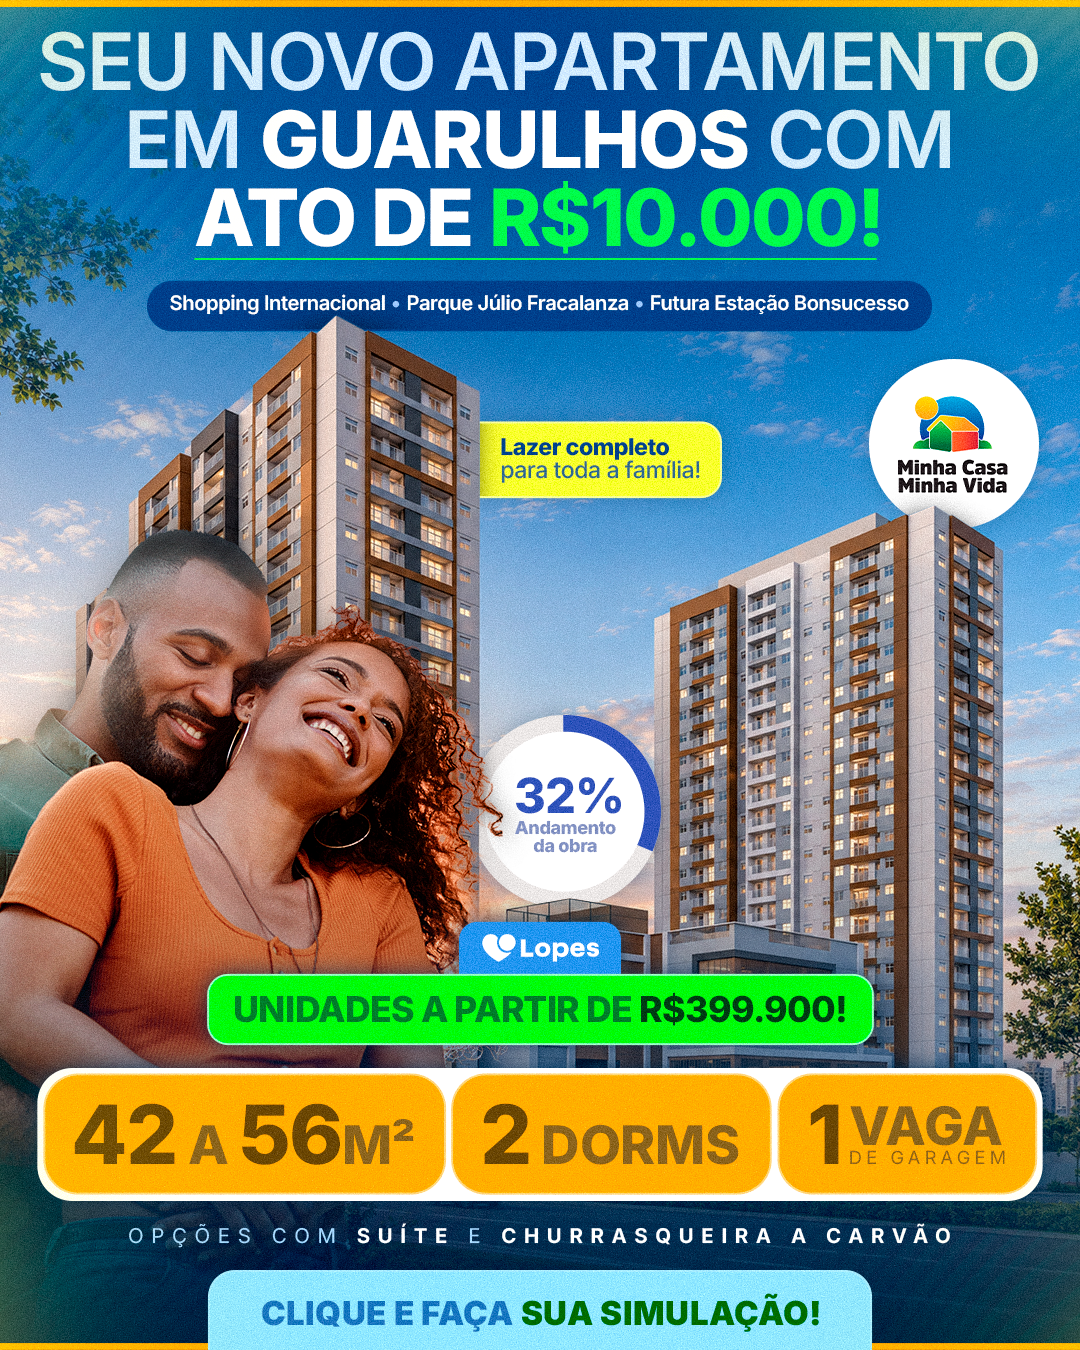 SEU NOVO APARTAMENTO
EM GUARULHOS COM
ATO DE R$10.000!
Shopping Internacional • Parque Júlio Fracalanza • Futura Estação Bonsucesso
Lazer completo
para toda a família!
Minha Casa
Minha Vida
32%
Andamento
da obra
Lopes
UNIDADES A PARTIR DE R$399.900!
42 A 56M²
2 DORMS
1 VAGA
DE GARAGEM
OPÇÕES COM SUÍTE E CHURRASQUEIRA A CARVÃO
CLIQUE E FAÇA SUA SIMULAÇÃO!